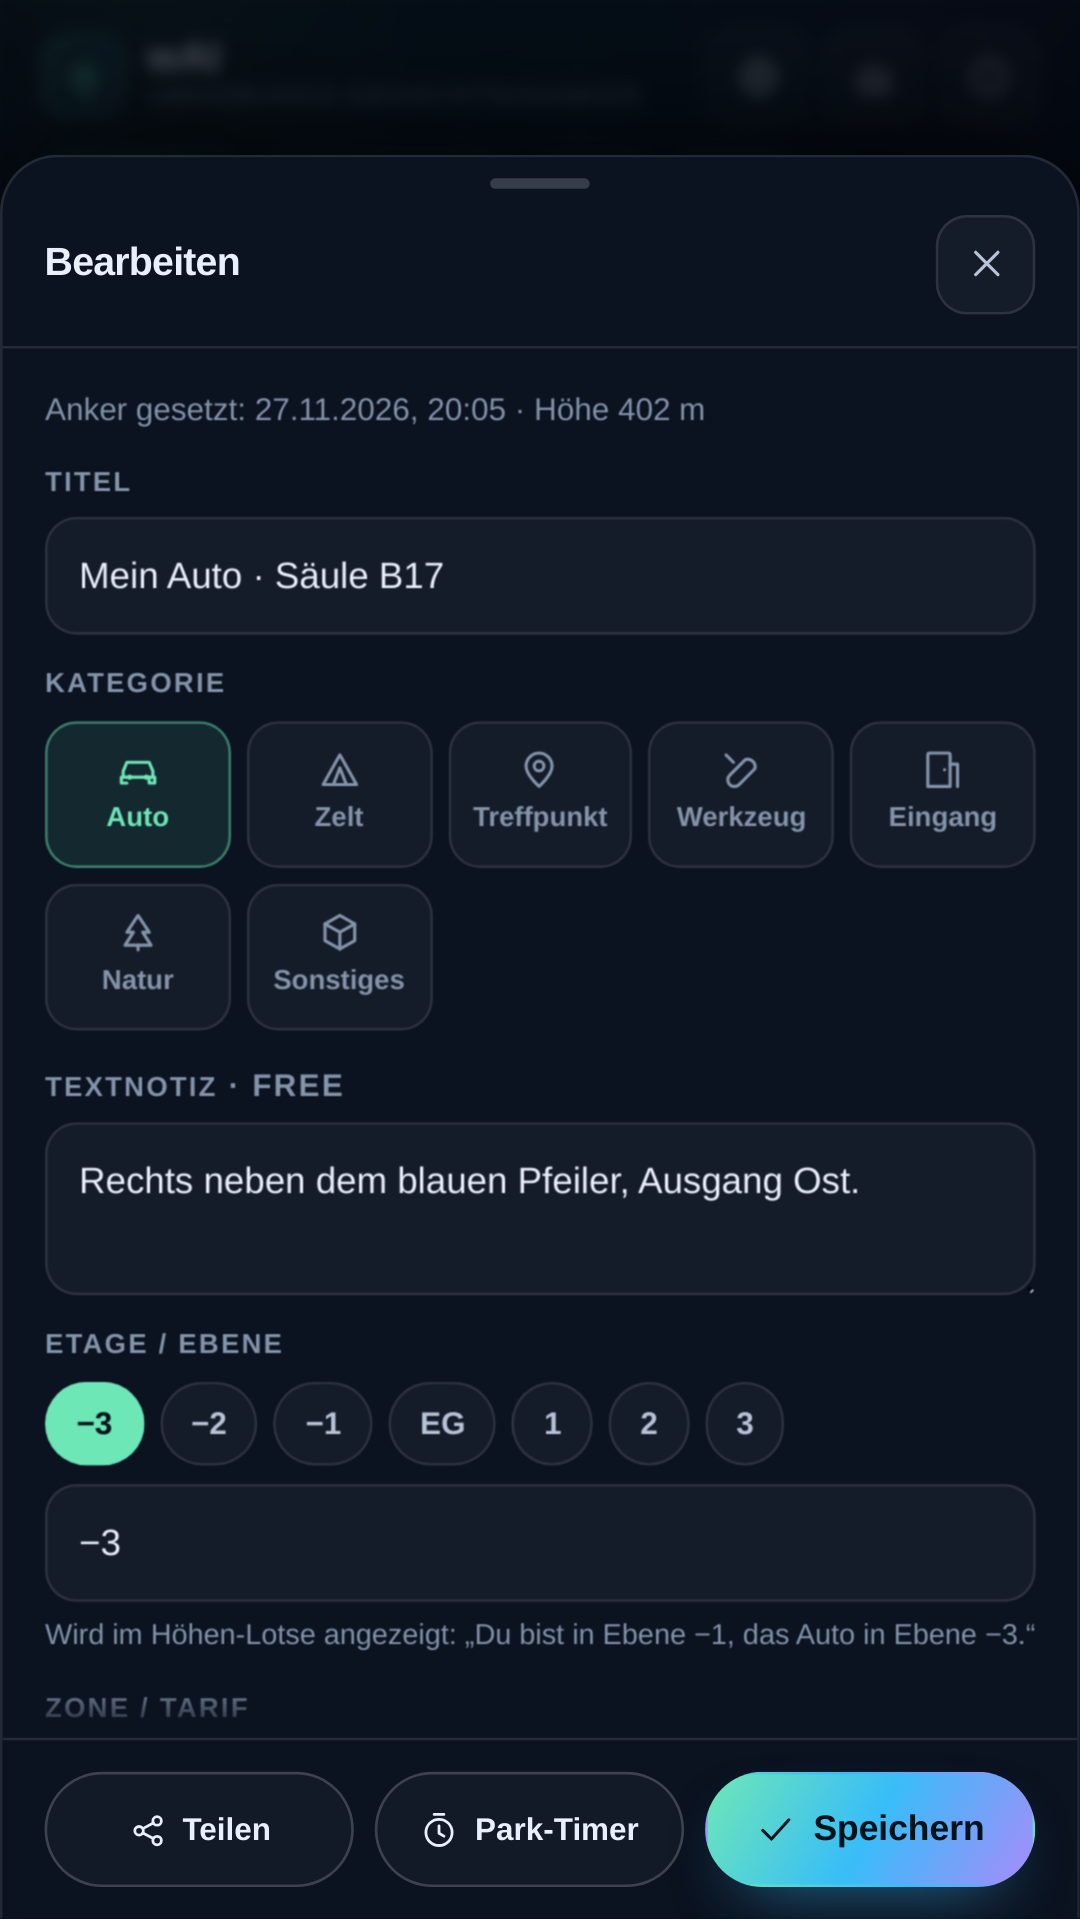 Bearbeiten
Anker gesetzt: 27.11.2026, 20:05 · Höhe 402 m
TITEL
Mein Auto · Säule B17
KATEGORIE
Auto Zelt Treffpunkt Werkzeug Eingang
Natur Sonstiges
TEXTNOTIZ · FREE
Rechts neben dem blauen Pfeiler, Ausgang Ost.
ETAGE / EBENE
−3 −2 −1 EG 1 2 3
−3
Wird im Höhen-Lotse angezeigt: „Du bist in Ebene −1, das Auto in Ebene −3.“
ZONE / TARIF
Teilen Park-Timer Speichern